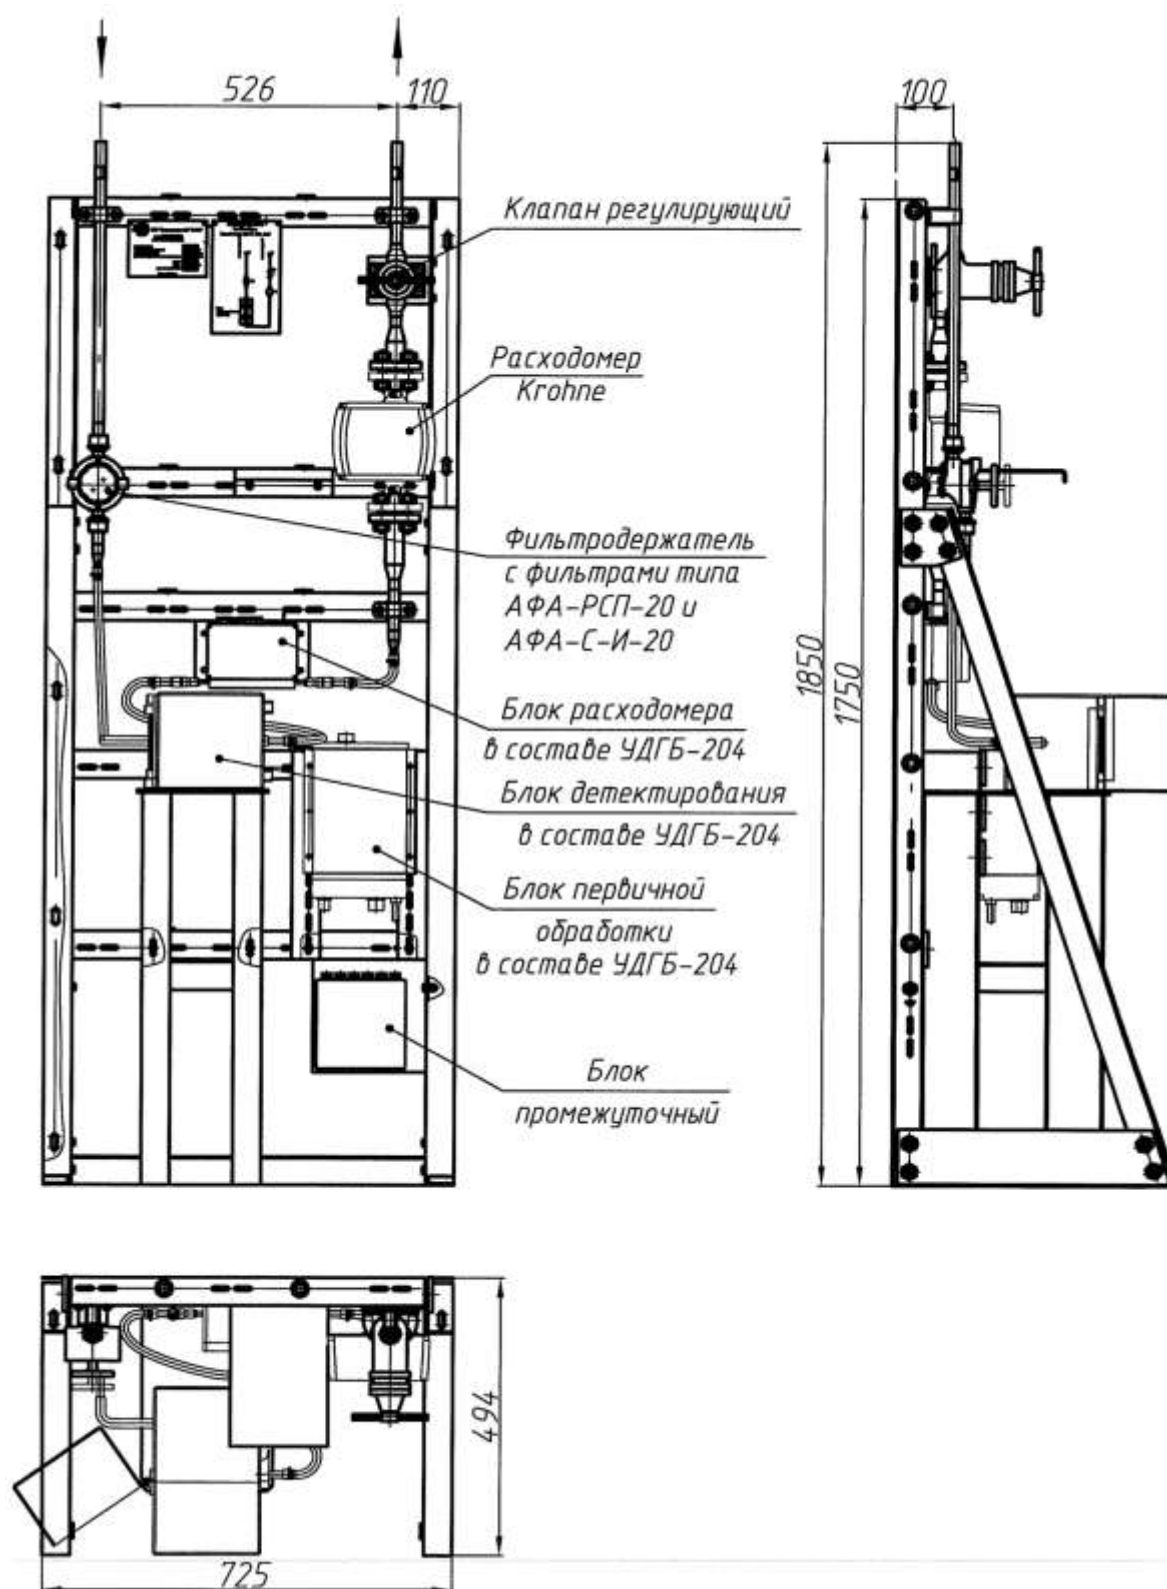 526
110
100
Клапан регулирующий
Расходомер
Krohne
Фильтродержатель
с фильтрами типа
АФА-РСП-20 и
АФА-С-И-20
1850
1750
Блок расходомера
в составе УДГБ-204
Блок детектирования
в составе УДГБ-204
Блок первичной
обработки
в составе УДГБ-204
Блок
промежуточный
494
725